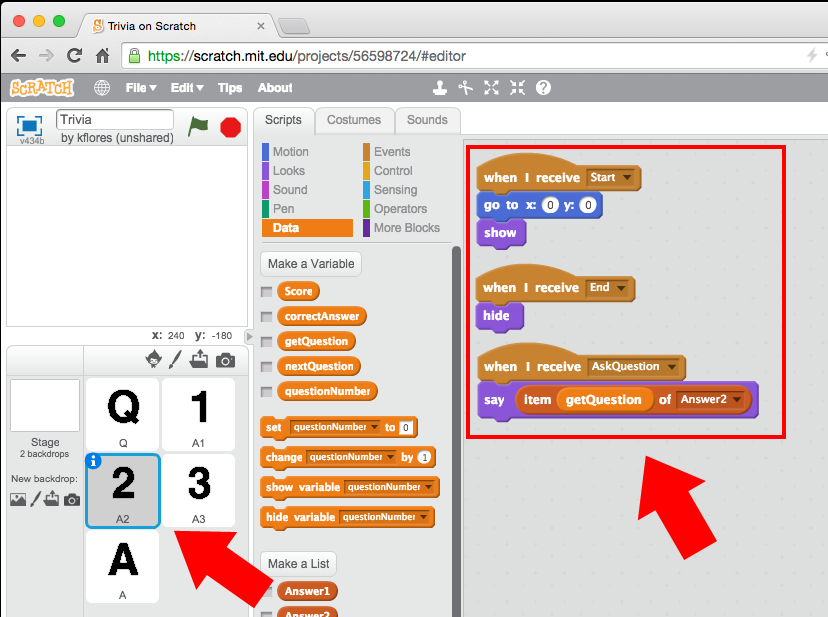 Trivia on Scratch
https://scratch.mit.edu/projects/56598724/#editor
SCRATCH File Edit Tips About
v434b
Trivia
by kflores (unshared)
x: 240 y: -180
Q
Q
1
A1
2
A2
3
A3
A
A
Stage
2 backdrops
New backdrop:
Scripts Costumes Sounds
Motion Events
Looks Control
Sound Sensing
Pen Operators
Data More Blocks
Make a Variable
Score
correctAnswer
getQuestion
nextQuestion
questionNumber
set questionNumber to 0
change questionNumber by 1
show variable questionNumber
hide variable questionNumber
Make a List
Answer1
Answer2
when I receive Start
go to x: 0 y: 0
show
when I receive End
hide
when I receive AskQuestion
say item getQuestion of Answer2